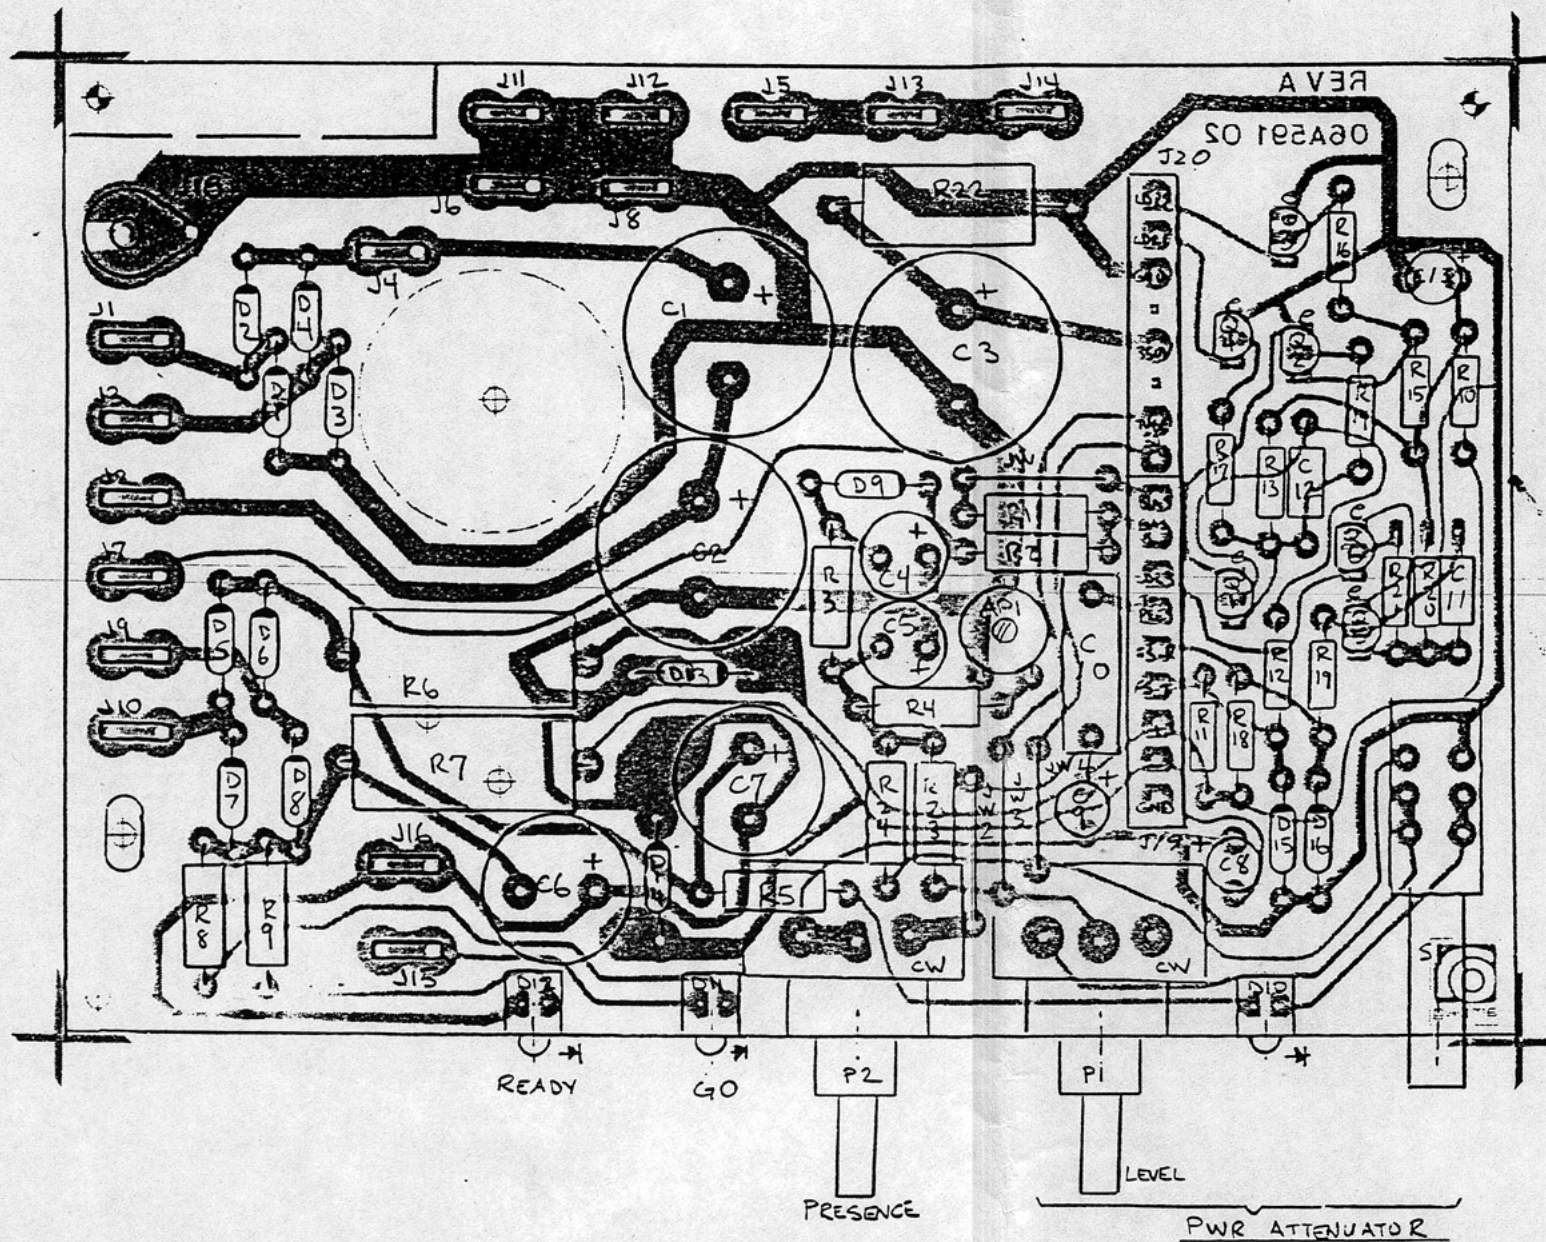 J11
J12
J5
J13
J14
REV A
06A591 02
J20
R22
J6
J8
J4
J1
D2
D4
D3
C1
+
C3
+
R16
+
R15
R10
R17
R13
C12
D9
C2
+
J7
R3
C4
+
C5
+
C11
J9
D5
D6
R6
R4
R12
R19
J10
R7
D7
D8
C7
+
R11
R18
J16
C6
+
R5
+
C8
D15
D16
R8
R9
J15
CW
CW
D10
READY
GO
P2
P1
LEVEL
PRESENCE
PWR ATTENUATOR